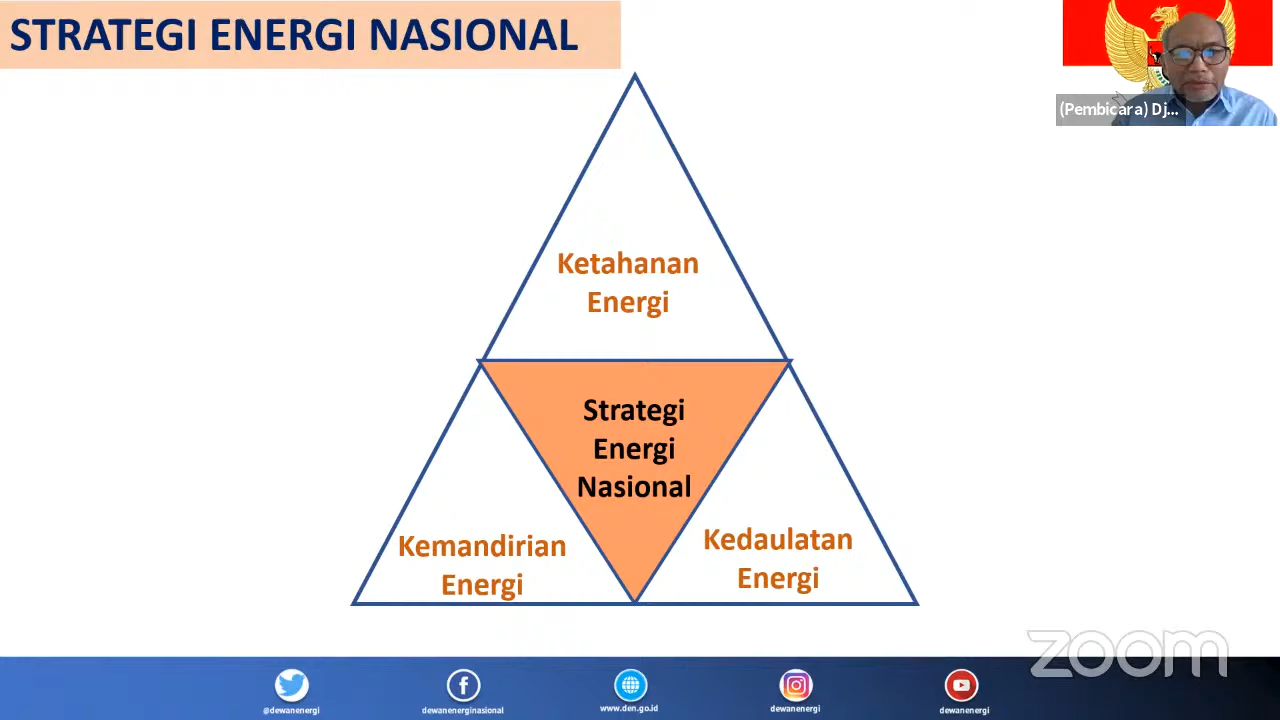 STRATEGI ENERGI NASIONAL
(Pembicara) Dj...
Ketahanan
Energi
Strategi
Energi
Nasional
Kemandirian
Energi
Kedaulatan
Energi
zoom
@dewanenergi
dewanenerginasional
www.den.go.id
dewanenergi
dewanenergi